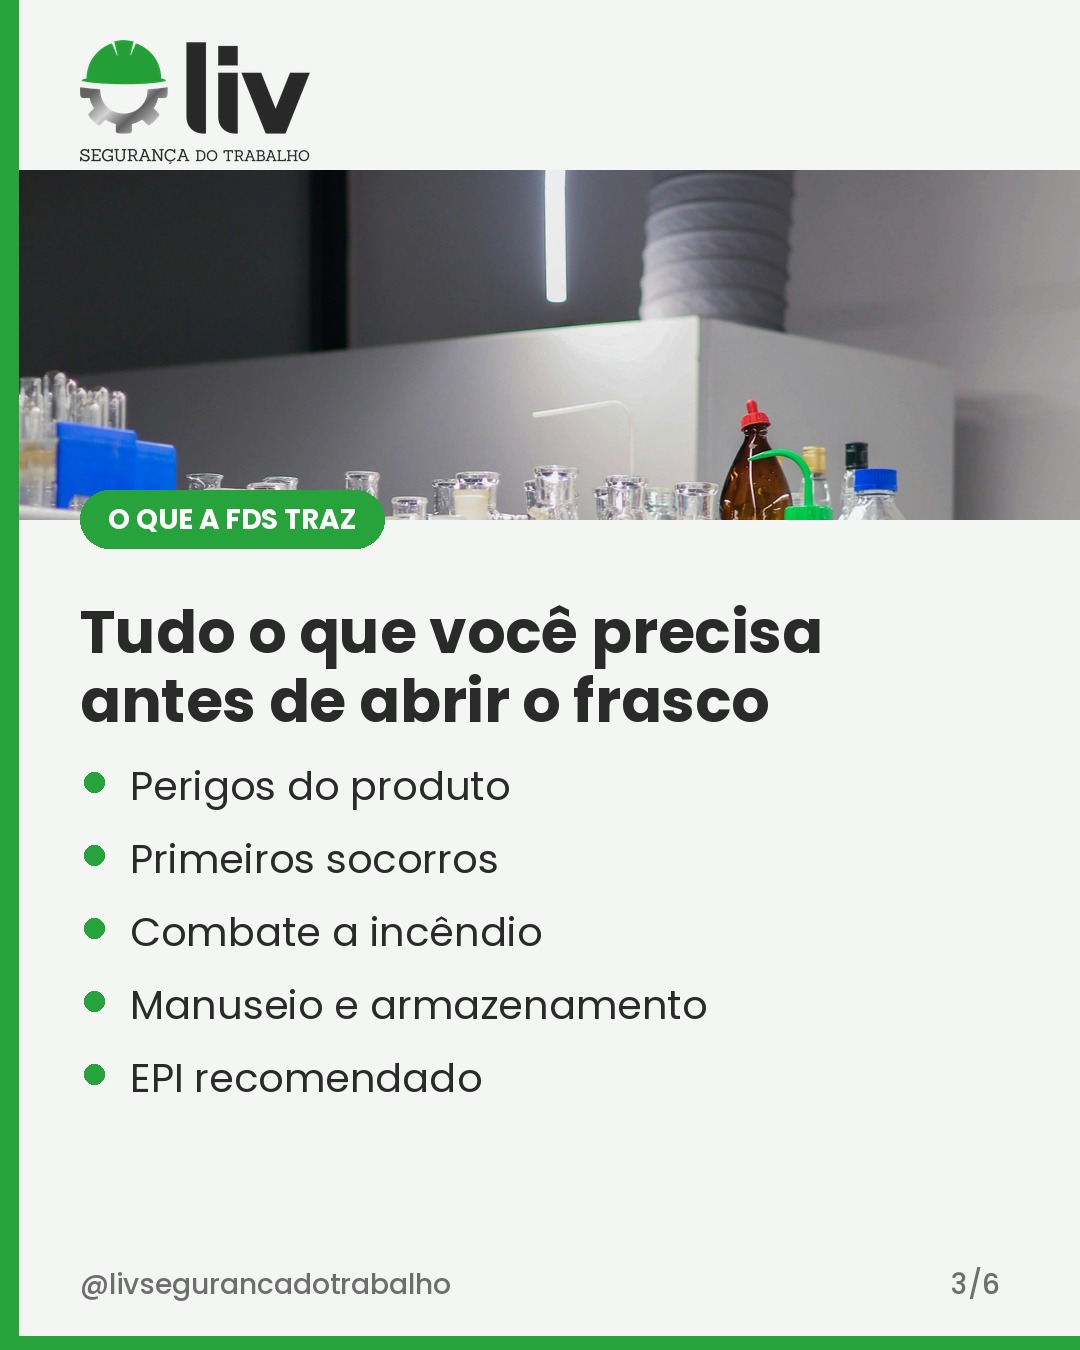 liv
SEGURANÇA DO TRABALHO
O QUE A FDS TRAZ
Tudo o que você precisa
antes de abrir o frasco
Perigos do produto
Primeiros socorros
Combate a incêndio
Manuseio e armazenamento
EPI recomendado
@livsegurancadotrabalho
3/6